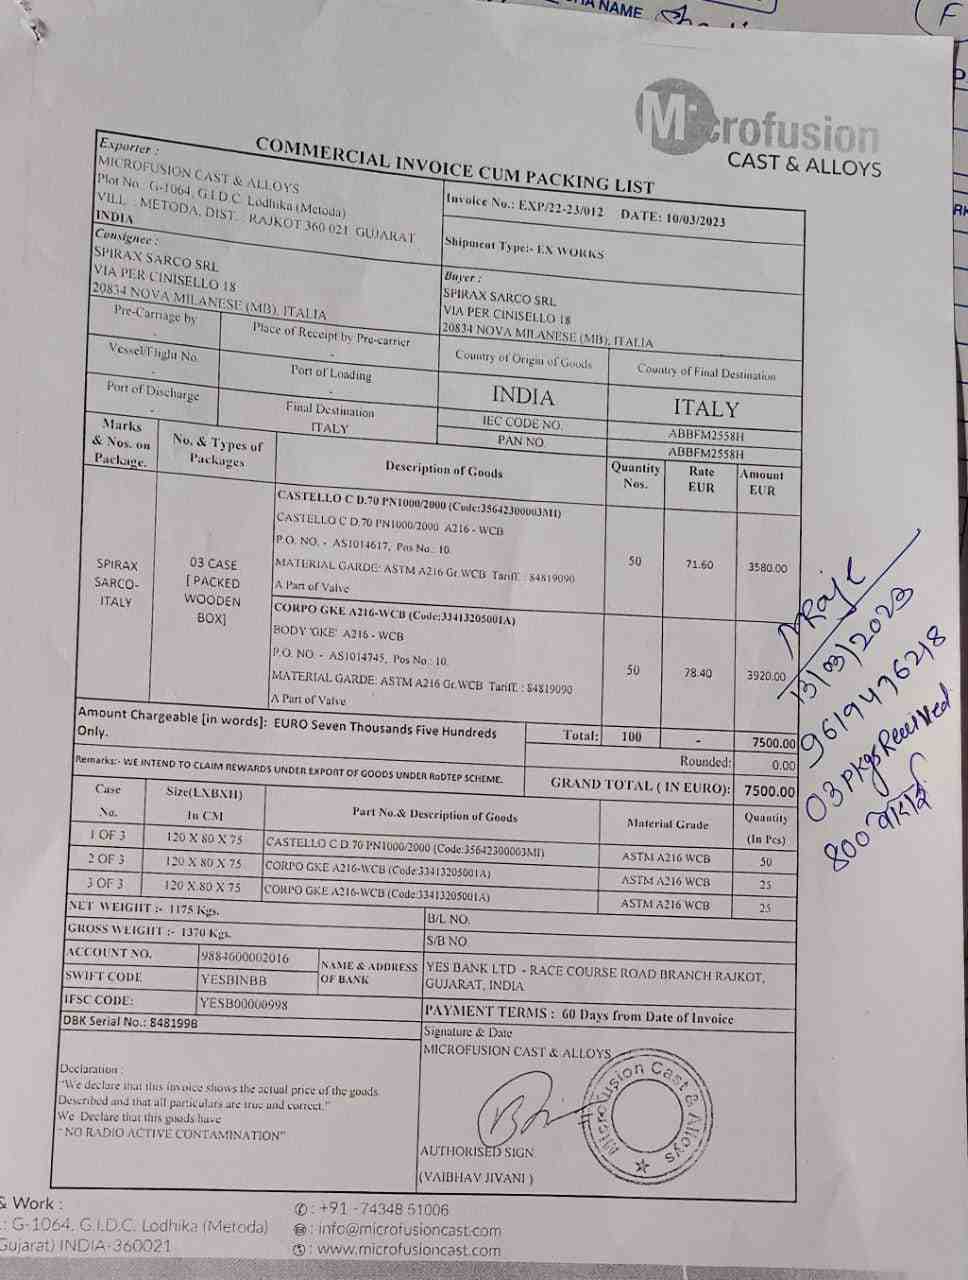 HA NAME
F
Microfusion
CAST & ALLOYS
COMMERCIAL INVOICE CUM PACKING LIST
Exporter :
MICROFUSION CAST & ALLOYS
Plot No.: G-1064, G.I.D.C. Lodhika (Metoda)
VILL. : METODA, DIST. : RAJKOT 360 021 GUJARAT
INDIA
Invoice No.: EXP/22-23/012 DATE: 10/03/2023
Shipment Type:- EX WORKS
Consignee :
SPIRAX SARCO SRL
VIA PER CINISELLO 18
20834 NOVA MILANESE (MB), ITALIA
Buyer :
SPIRAX SARCO SRL
VIA PER CINISELLO 18
20834 NOVA MILANESE (MB), ITALIA
Pre-Carriage by
-
Place of Receipt by Pre-carrier
-
Country of Origin of Goods
Country of Final Destination
Vessel/Flight No.
-
Port of Loading
INDIA
ITALY
Port of Discharge
-
Final Destination
ITALY
IEC CODE NO.
ABBFM2558H
PAN NO.
ABBFM2558H
Marks & Nos. on Package.
No. & Types of Packages
Description of Goods
Quantity Nos.
Rate EUR
Amount EUR
SPIRAX SARCO- ITALY
03 CASE [ PACKED WOODEN BOX]
CASTELLO C D.70 PN1000/2000 (Code:35642300003MI)
CASTELLO C D.70 PN1000/2000 A216 - WCB
P.O. NO. - AS1014617, Pos No.: 10.
MATERIAL GARDE: ASTM A216 Gr.WCB Tariff. : 84819090
A Part of Valve
50
71.60
3580.00
CORPO GKE A216-WCB (Code:33413205001A)
BODY 'GKE' A216 - WCB
P.O. NO. - AS1014745, Pos No.: 10.
MATERIAL GARDE: ASTM A216 Gr.WCB Tariff. : 84819090
A Part of Valve
50
78.40
3920.00
Amount Chargeable [in words]: EURO Seven Thousands Five Hundreds Only.
Total: 100 - 7500.00
Rounded: 0.00
Remarks:- WE INTEND TO CLAIM REWARDS UNDER EXPORT OF GOODS UNDER RoDTEP SCHEME.
GRAND TOTAL ( IN EURO): 7500.00
Case No.
Size(LXBXH) In CM
Part No.& Description of Goods
Material Grade
Quantity (In Pcs)
1 OF 3 120 X 80 X 75 CASTELLO C D.70 PN1000/2000 (Code:35642300003MI) ASTM A216 WCB 50
2 OF 3 120 X 80 X 75 CORPO GKE A216-WCB (Code:33413205001A) ASTM A216 WCB 25
3 OF 3 120 X 80 X 75 CORPO GKE A216-WCB (Code:33413205001A) ASTM A216 WCB 25
NET WEIGHT :- 1175 Kgs.
B/L NO.
GROSS WEIGHT :- 1370 Kgs.
S/B NO
ACCOUNT NO. 9884600002016
NAME & ADDRESS OF BANK
YES BANK LTD - RACE COURSE ROAD BRANCH RAJKOT, GUJARAT, INDIA
SWIFT CODE YESBINBB
IFSC CODE: YESB00000998
PAYMENT TERMS : 60 Days from Date of Invoice
DBK Serial No.: 848199B
Signature & Date
MICROFUSION CAST & ALLOYS
Declaration :
"We declare that this invoice shows the actual price of the goods
Described and that all particulars are true and correct."
We Declare that this goods have
"NO RADIO ACTIVE CONTAMINATION"
Microfusion Cast & Alloys
AUTHORISED SIGN
(VAIBHAV JIVANI )
13/03/2023
9619476218
03 Pkgs Received
800
& Work :
.: G-1064, G.I.D.C. Lodhika (Metoda)
Gujarat) INDIA-360021
: +91 -74348 51006
: info@microfusioncast.com
: www.microfusioncast.com